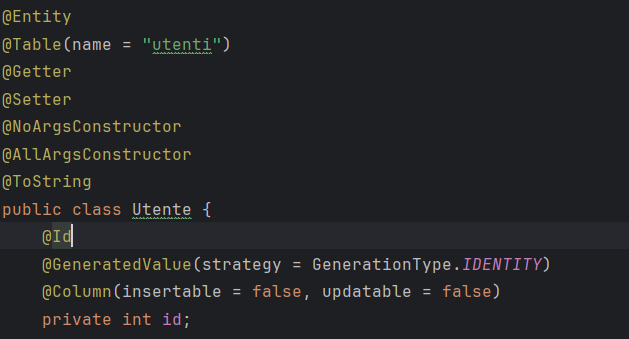 @Entity
@Table(name = "utenti")
@Getter
@Setter
@NoArgsConstructor
@AllArgsConstructor
@ToString
public class Utente {
@Id
@GeneratedValue(strategy = GenerationType.IDENTITY)
@Column(insertable = false, updatable = false)
private int id;